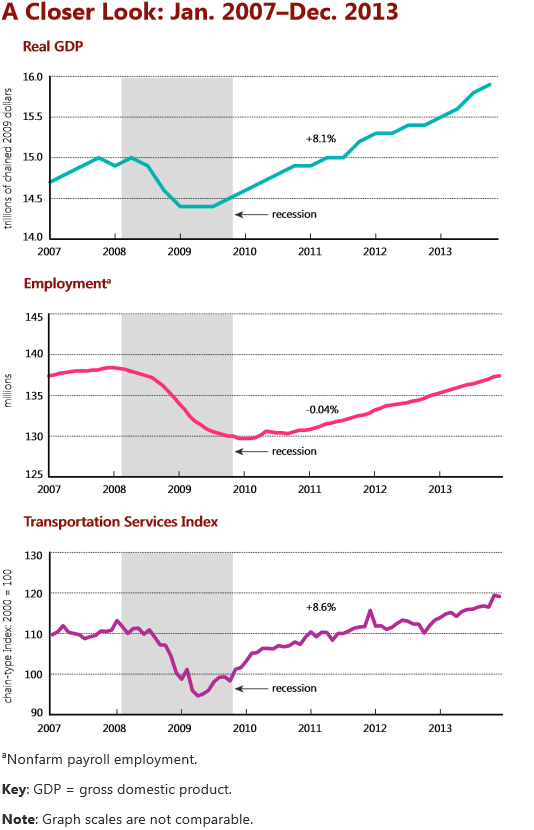 A Closer Look: Jan. 2007–Dec. 2013
Real GDP
trillions of chained 2009 dollars
16.0
15.5
15.0
14.5
14.0
+8.1%
recession
2007 2008 2009 2010 2011 2012 2013
Employmentᵃ
millions
145
140
135
130
125
-0.04%
recession
2007 2008 2009 2010 2011 2012 2013
Transportation Services Index
chain-type Index: 2000 = 100
130
120
110
100
90
+8.6%
recession
2007 2008 2009 2010 2011 2012 2013
ᵃNonfarm payroll employment.
Key: GDP = gross domestic product.
Note: Graph scales are not comparable.